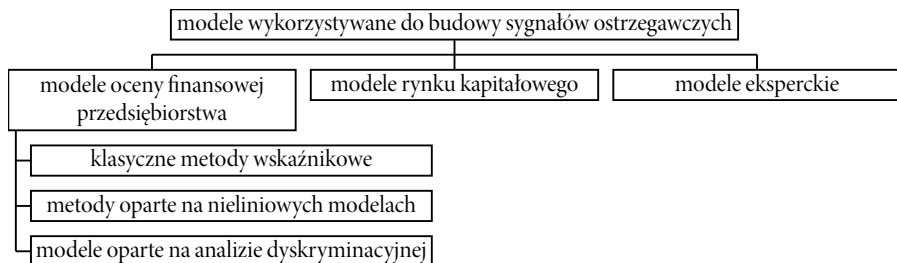 modele wykorzystywane do budowy sygnałów ostrzegawczych
modele oceny finansowej
przedsiębiorstwa
modele rynku kapitałowego
modele eksperckie
klasyczne metody wskaźnikowe
metody oparte na nieliniowych modelach
modele oparte na analizie dyskryminacyjnej